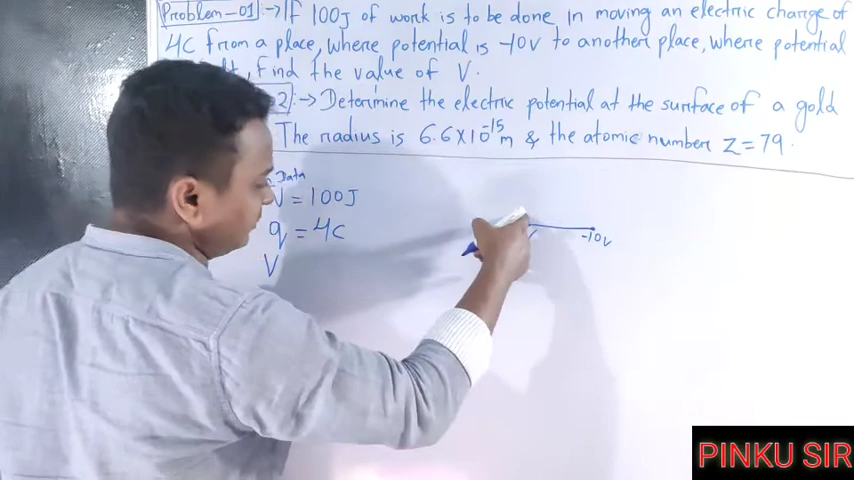 Problem-01 :→ If 100J of work is to be done in moving an electric charge of
4C from a place, where potential is -10V to another place, where potential
find the value of V.
2 :→ Determine the electric potential at the surface of a gold
The radius is 6.6×10⁻¹⁵m & the atomic number Z = 79.
Data
= 100J
q = 4C
V
-10V
PINKU SIR